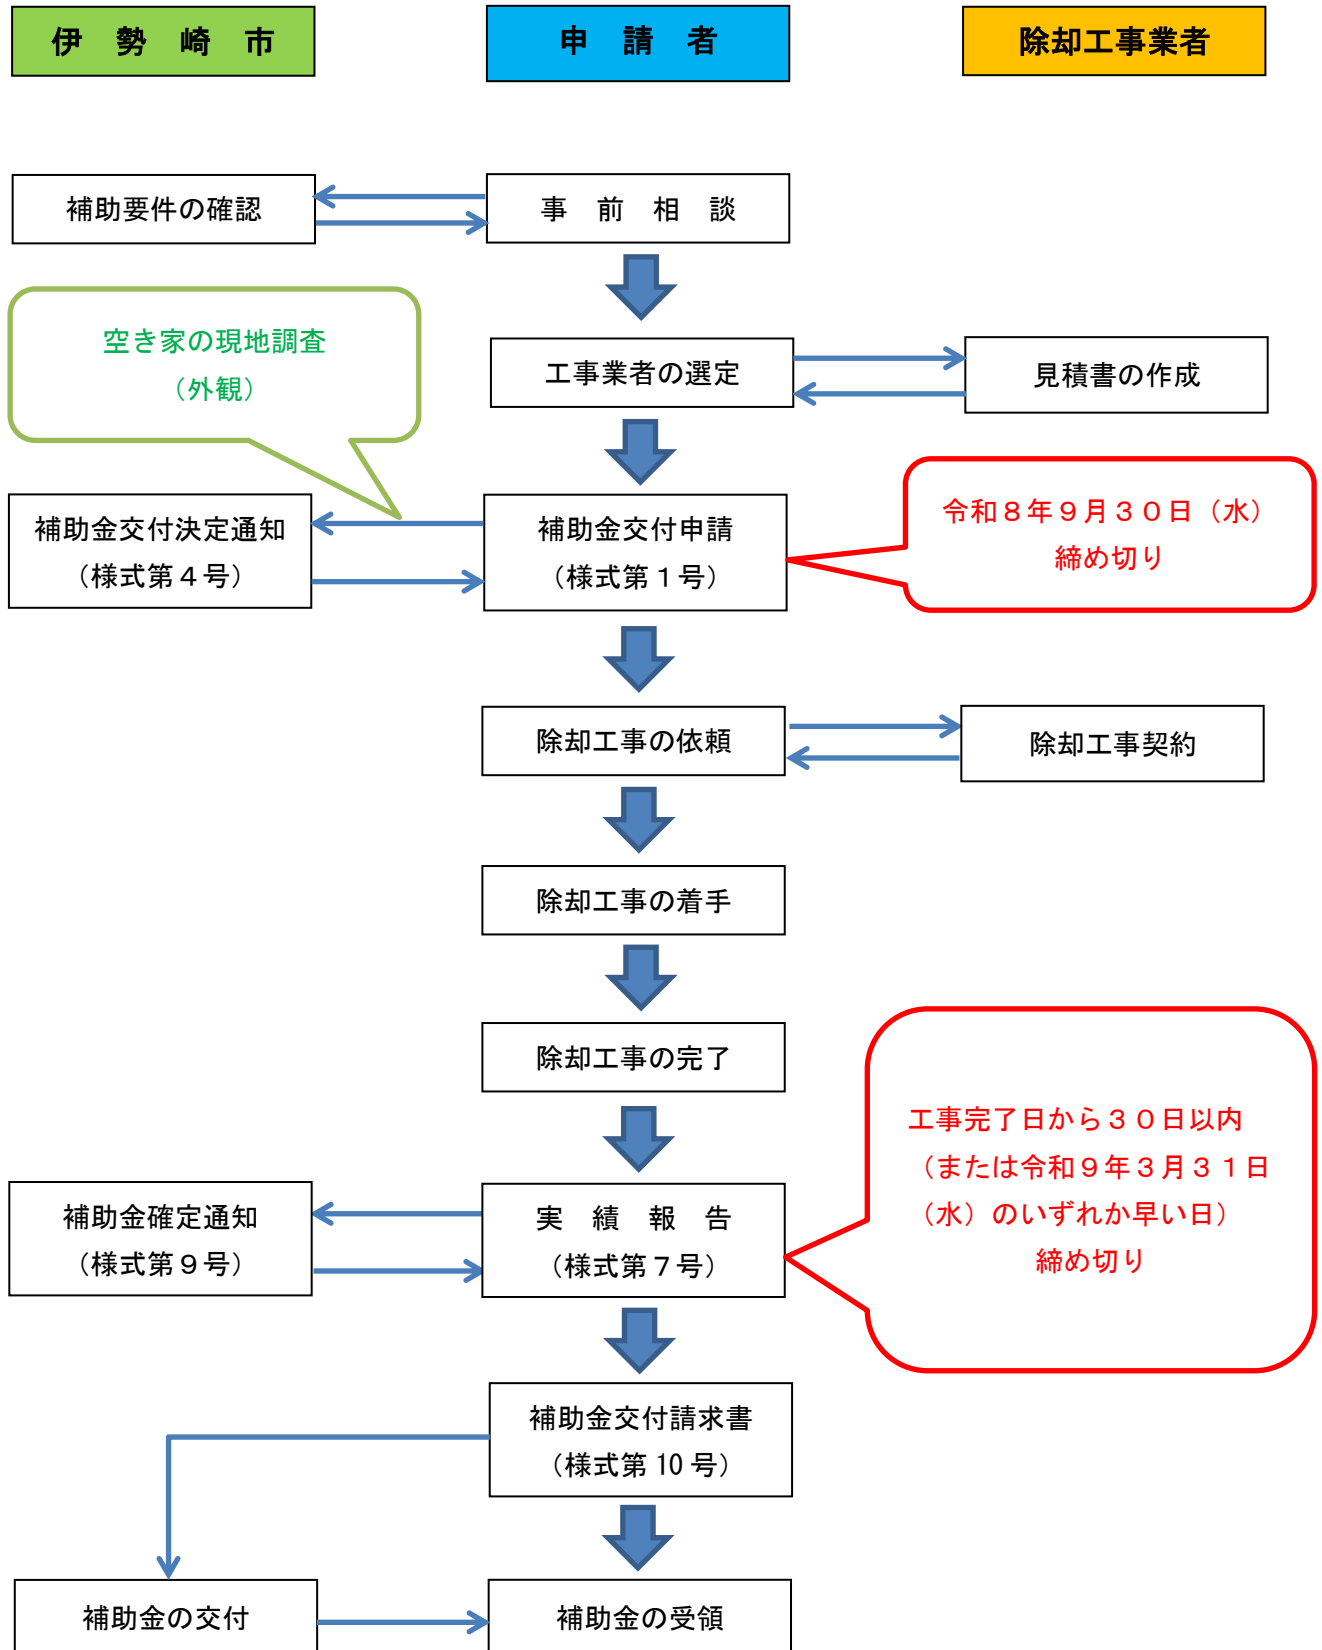 伊　勢　崎　市
申　請　者
除却工事業者
補助要件の確認
事　前　相　談
空き家の現地調査
（外観）
工事業者の選定
見積書の作成
補助金交付決定通知
（様式第４号）
補助金交付申請
（様式第１号）
令和８年９月３０日（水）
締め切り
除却工事の依頼
除却工事契約
除却工事の着手
除却工事の完了
工事完了日から３０日以内
（または令和９年３月３１日
（水）のいずれか早い日）
締め切り
補助金確定通知
（様式第９号）
実　績　報　告
（様式第７号）
補助金交付請求書
（様式第 10 号）
補助金の交付
補助金の受領